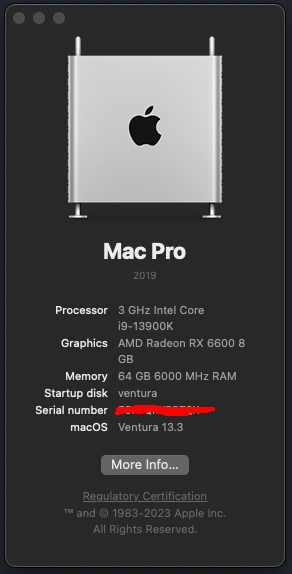 Mac Pro
2019
Processor 3 GHz Intel Core
i9-13900K
Graphics AMD Radeon RX 6600 8
GB
Memory 64 GB 6000 MHz RAM
Startup disk ventura
Serial number
macOS Ventura 13.3
More Info...
Regulatory Certification
™ and © 1983-2023 Apple Inc.
All Rights Reserved.